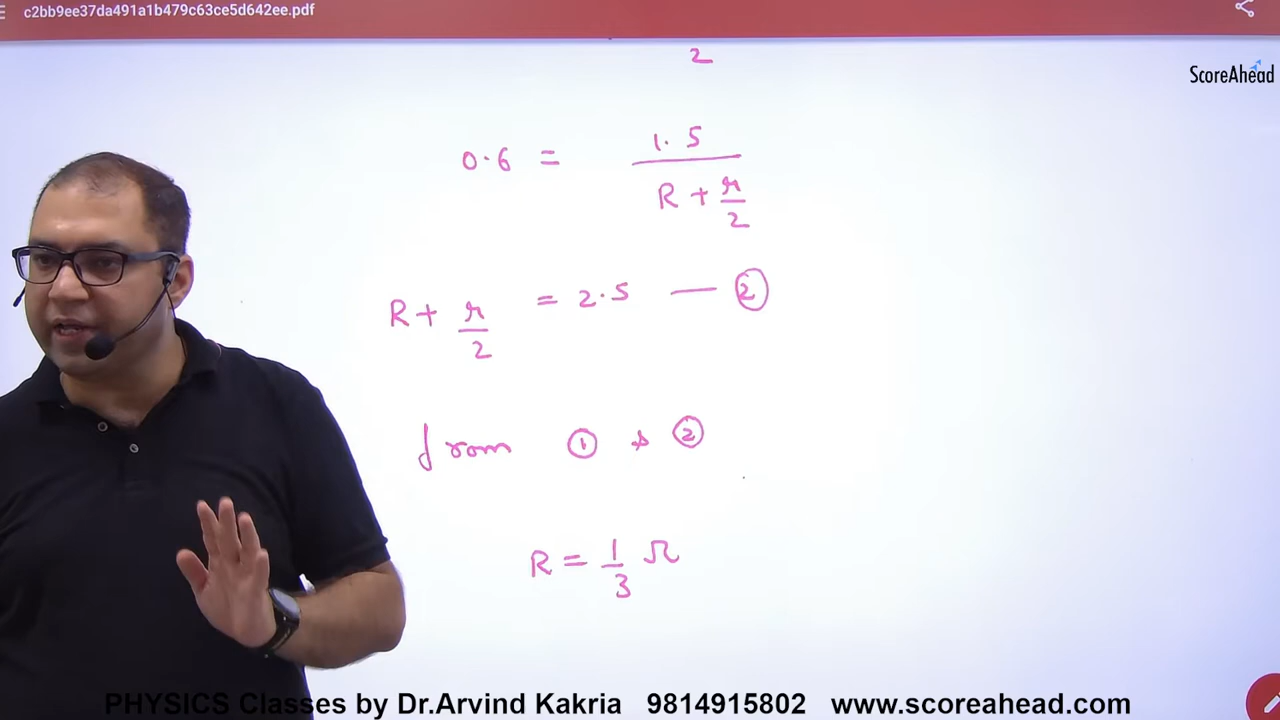 c2bb9ee37da491a1b479c63ce5d642ee.pdf
ScoreAhead
2
0.6 = 1.5 / (R + r/2)
R + r/2 = 2.5 — ②
from ① & ②
R = 1/3 Ω
PHYSICS Classes by Dr.Arvind Kakria 9814915802 www.scoreahead.com